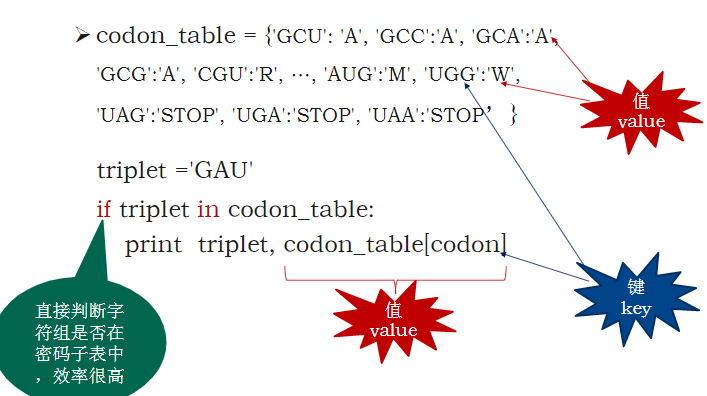 ➢ codon_table = {'GCU': 'A', 'GCC':'A', 'GCA':'A',
'GCG':'A', 'CGU':'R', …, 'AUG':'M', 'UGG':'W',
'UAG':'STOP', 'UGA':'STOP', 'UAA':'STOP’ }
值
value
triplet ='GAU'
if triplet in codon_table:
print triplet, codon_table[codon]
键
key
值
value
直接判断字
符组是否在
密码子表中
，效率很高